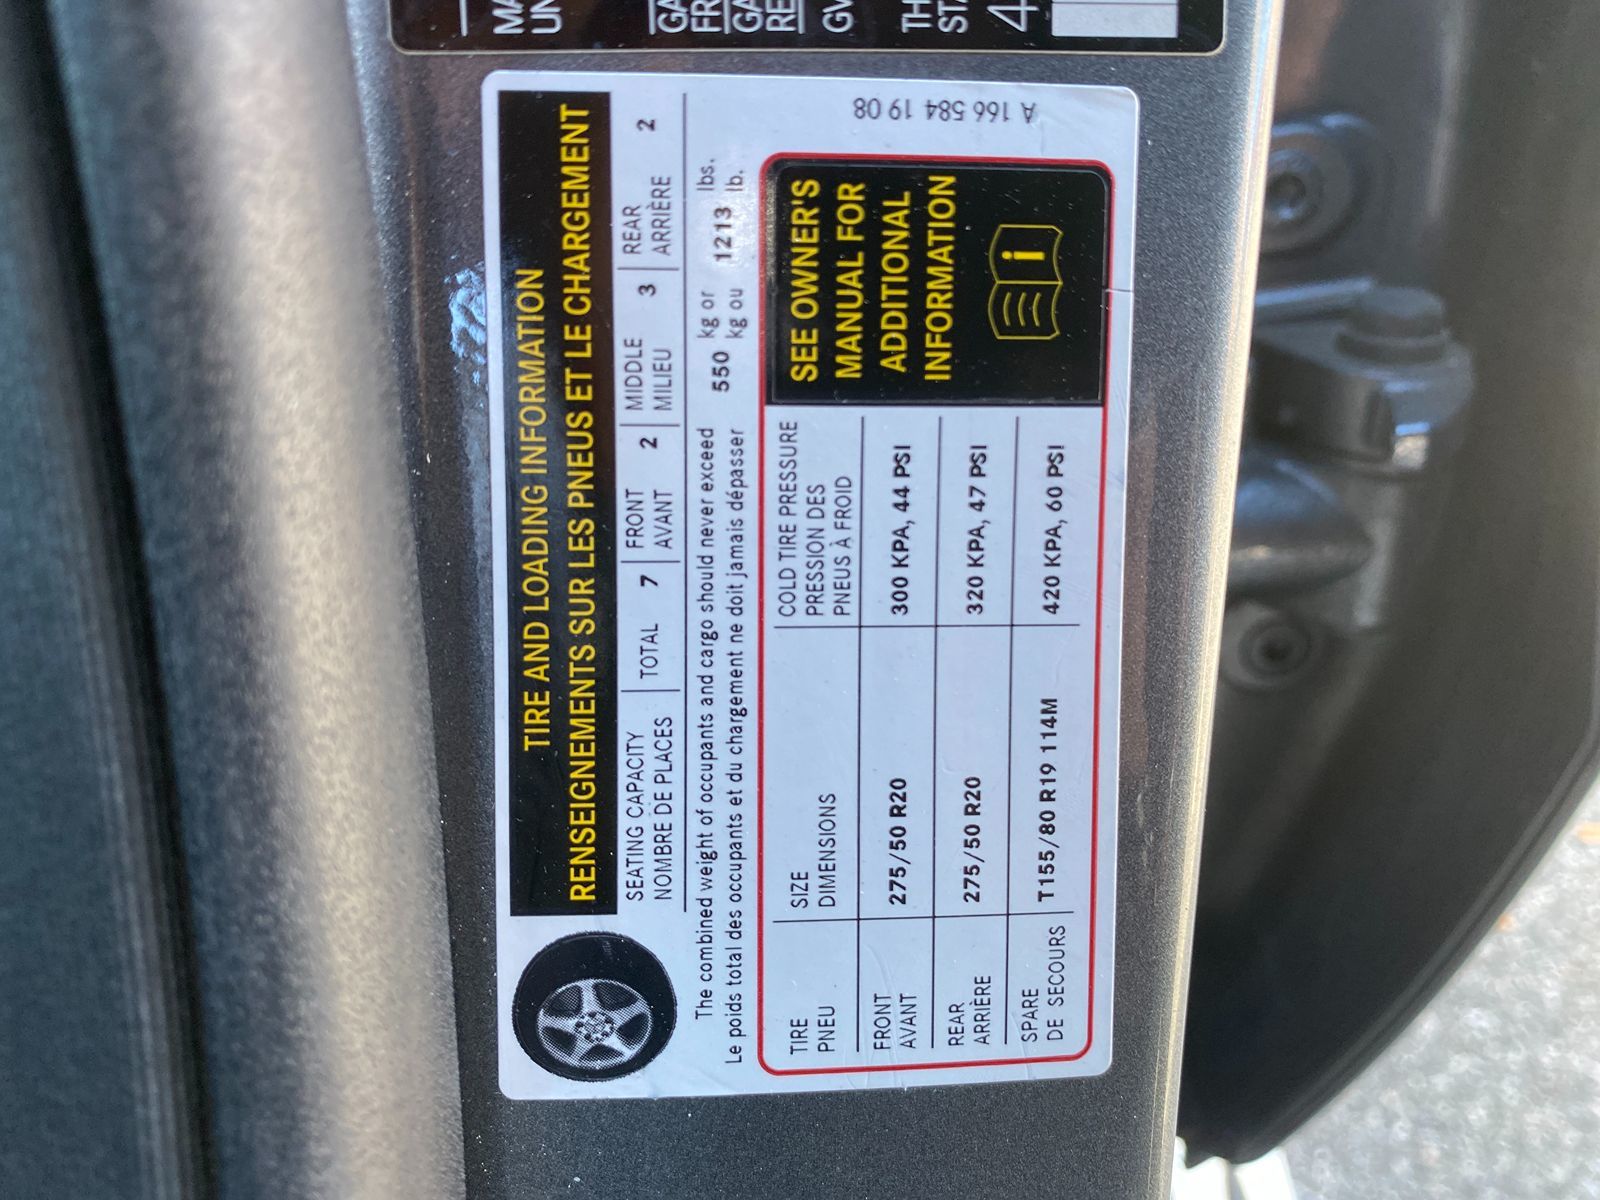 TIRE AND LOADING INFORMATION
RENSEIGNEMENTS SUR LES PNEUS ET LE CHARGEMENT
SEATING CAPACITY TOTAL 7 FRONT 2 MIDDLE 3 REAR 2
NOMBRE DE PLACES AVANT MILIEU ARRIÈRE
The combined weight of occupants and cargo should never exceed 550 kg or 1213 lbs.
Le poids total des occupants et du chargement ne doit jamais dépasser kg ou lb.
TIRE SIZE COLD TIRE PRESSURE
PNEU DIMENSIONS PRESSION DES
PNEUS À FROID
FRONT 275/50 R20 300 KPA, 44 PSI
AVANT
REAR 275/50 R20 320 KPA, 47 PSI
ARRIÈRE
SPARE T155/80 R19 114M 420 KPA, 60 PSI
DE SECOURS
SEE OWNER'S
MANUAL FOR
ADDITIONAL
INFORMATION
i
A 166 584 19 08